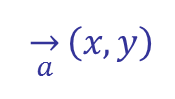 → (x, y)
a